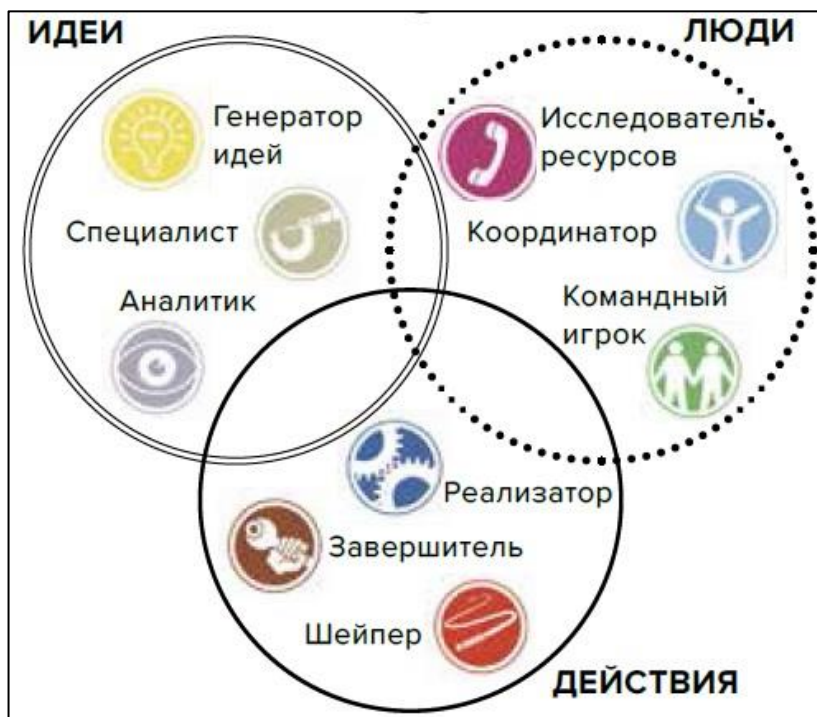 ИДЕИ
ЛЮДИ
Генератор
идей
Специалист
Аналитик
Исследователь
ресурсов
Координатор
Командный
игрок
Реализатор
Завершитель
Шейпер
ДЕЙСТВИЯ